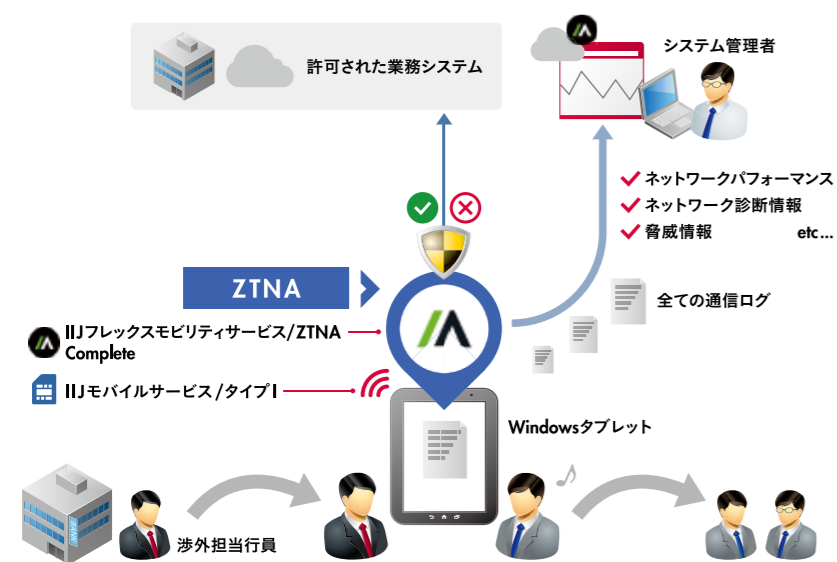 許可された業務システム
システム管理者
ネットワークパフォーマンス
ネットワーク診断情報
脅威情報 etc...
ZTNA
全ての通信ログ
IIJフレックスモビリティサービス/ZTNA
Complete
IIJモバイルサービス/タイプI
Windowsタブレット
BANK
渉外担当行員